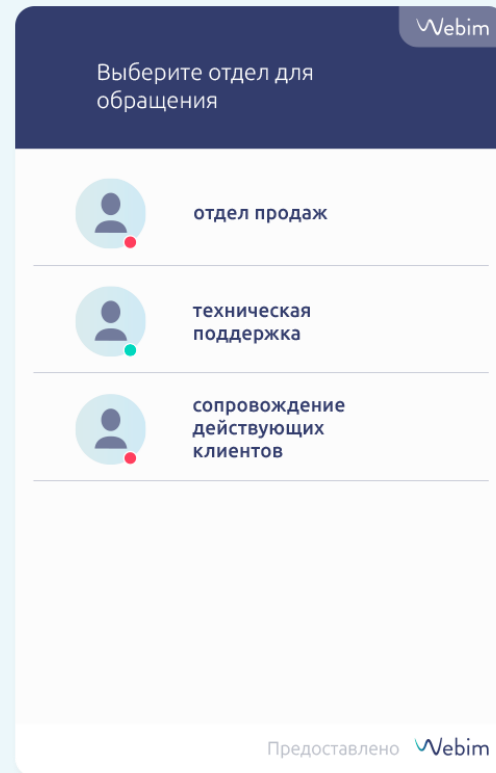 Webim
Выберите отдел для
обращения
отдел продаж
техническая
поддержка
сопровождение
действующих
клиентов
Предоставлено Webim